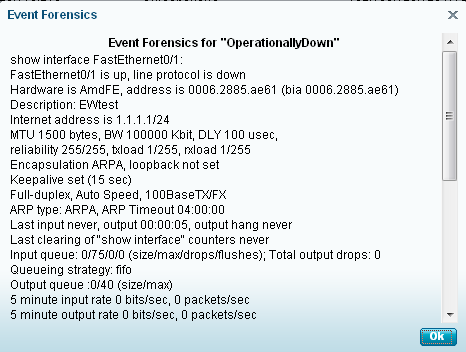 Event Forensics
Event Forensics for "OperationallyDown"
show interface FastEthernet0/1:
FastEthernet0/1 is up, line protocol is down
Hardware is AmdFE, address is 0006.2885.ae61 (bia 0006.2885.ae61)
Description: EWtest
Internet address is 1.1.1.1/24
MTU 1500 bytes, BW 100000 Kbit, DLY 100 usec,
reliability 255/255, txload 1/255, rxload 1/255
Encapsulation ARPA, loopback not set
Keepalive set (15 sec)
Full-duplex, Auto Speed, 100BaseTX/FX
ARP type: ARPA, ARP Timeout 04:00:00
Last input never, output 00:00:05, output hang never
Last clearing of "show interface" counters never
Input queue: 0/75/0/0 (size/max/drops/flushes); Total output drops: 0
Queueing strategy: fifo
Output queue :0/40 (size/max)
5 minute input rate 0 bits/sec, 0 packets/sec
5 minute output rate 0 bits/sec, 0 packets/sec
Ok